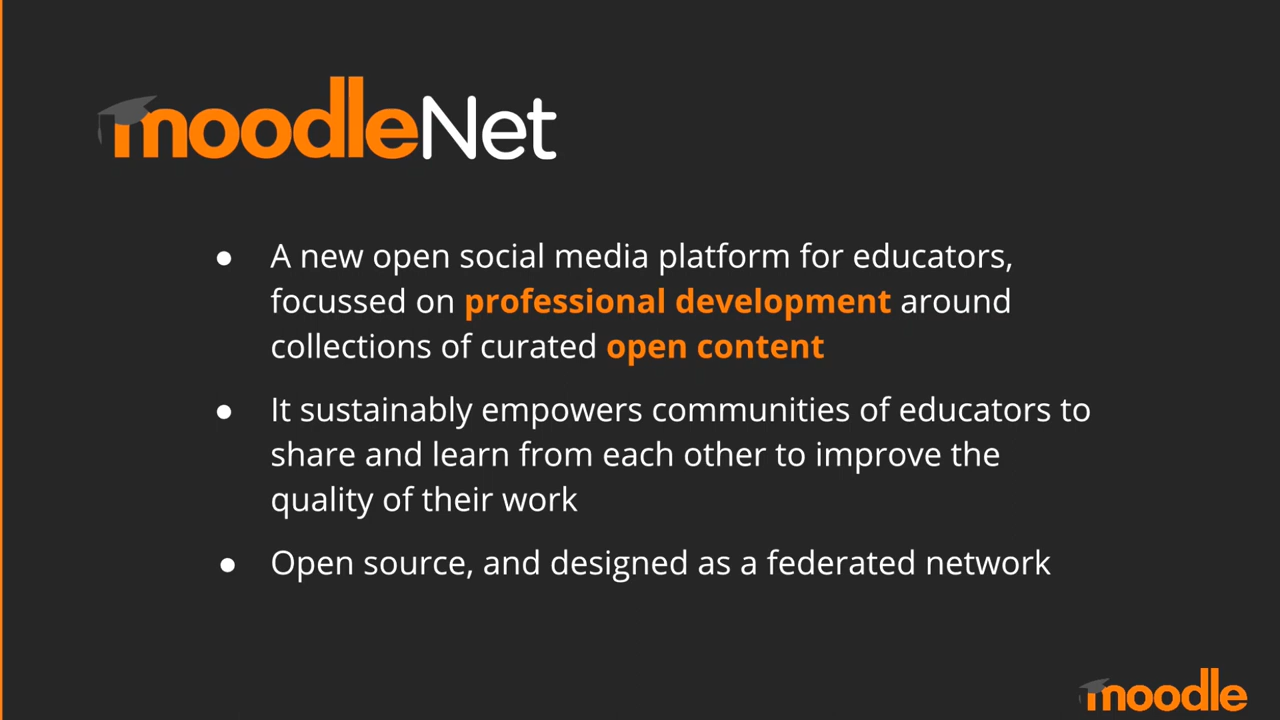 moodleNet
● A new open social media platform for educators,
focussed on professional development around
collections of curated open content
● It sustainably empowers communities of educators to
share and learn from each other to improve the
quality of their work
● Open source, and designed as a federated network
moodle